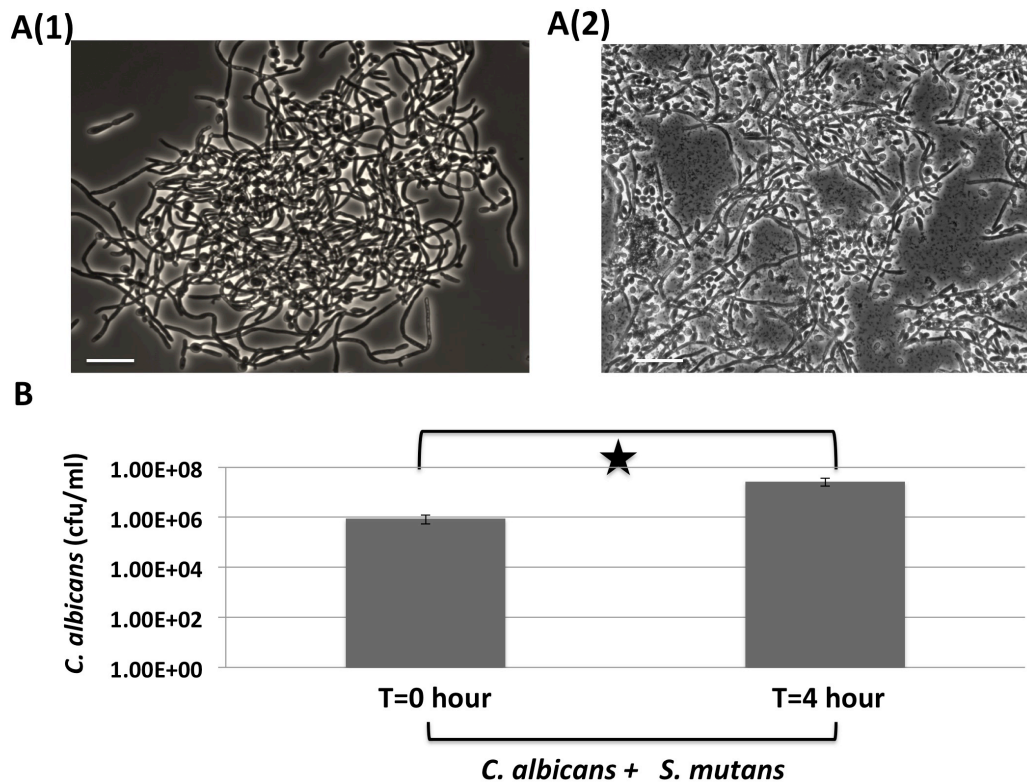 A(1)
A(2)
B
C. albicans (cfu/ml)
1.00E+08
1.00E+06
1.00E+04
1.00E+02
1.00E+00
T=0 hour
T=4 hour
C. albicans + S. mutans